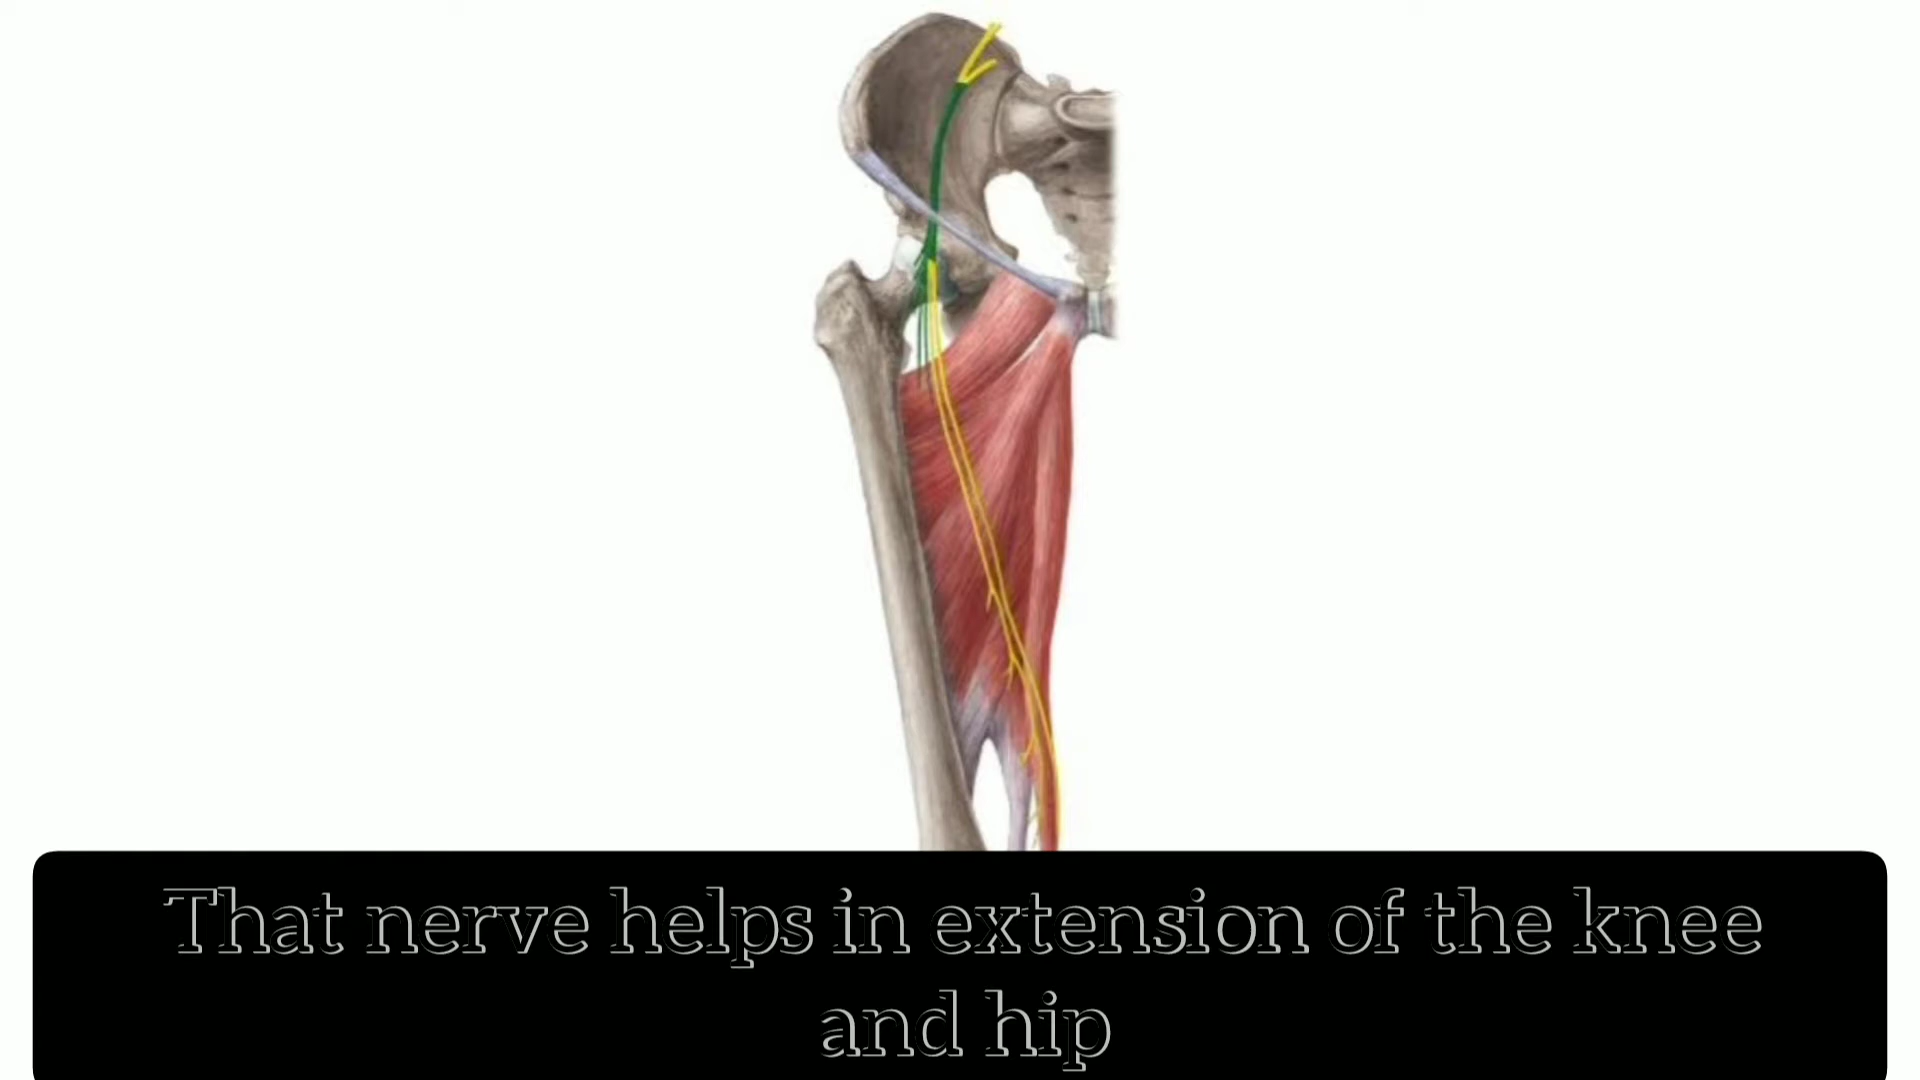 That nerve helps in extension of the knee
and hip